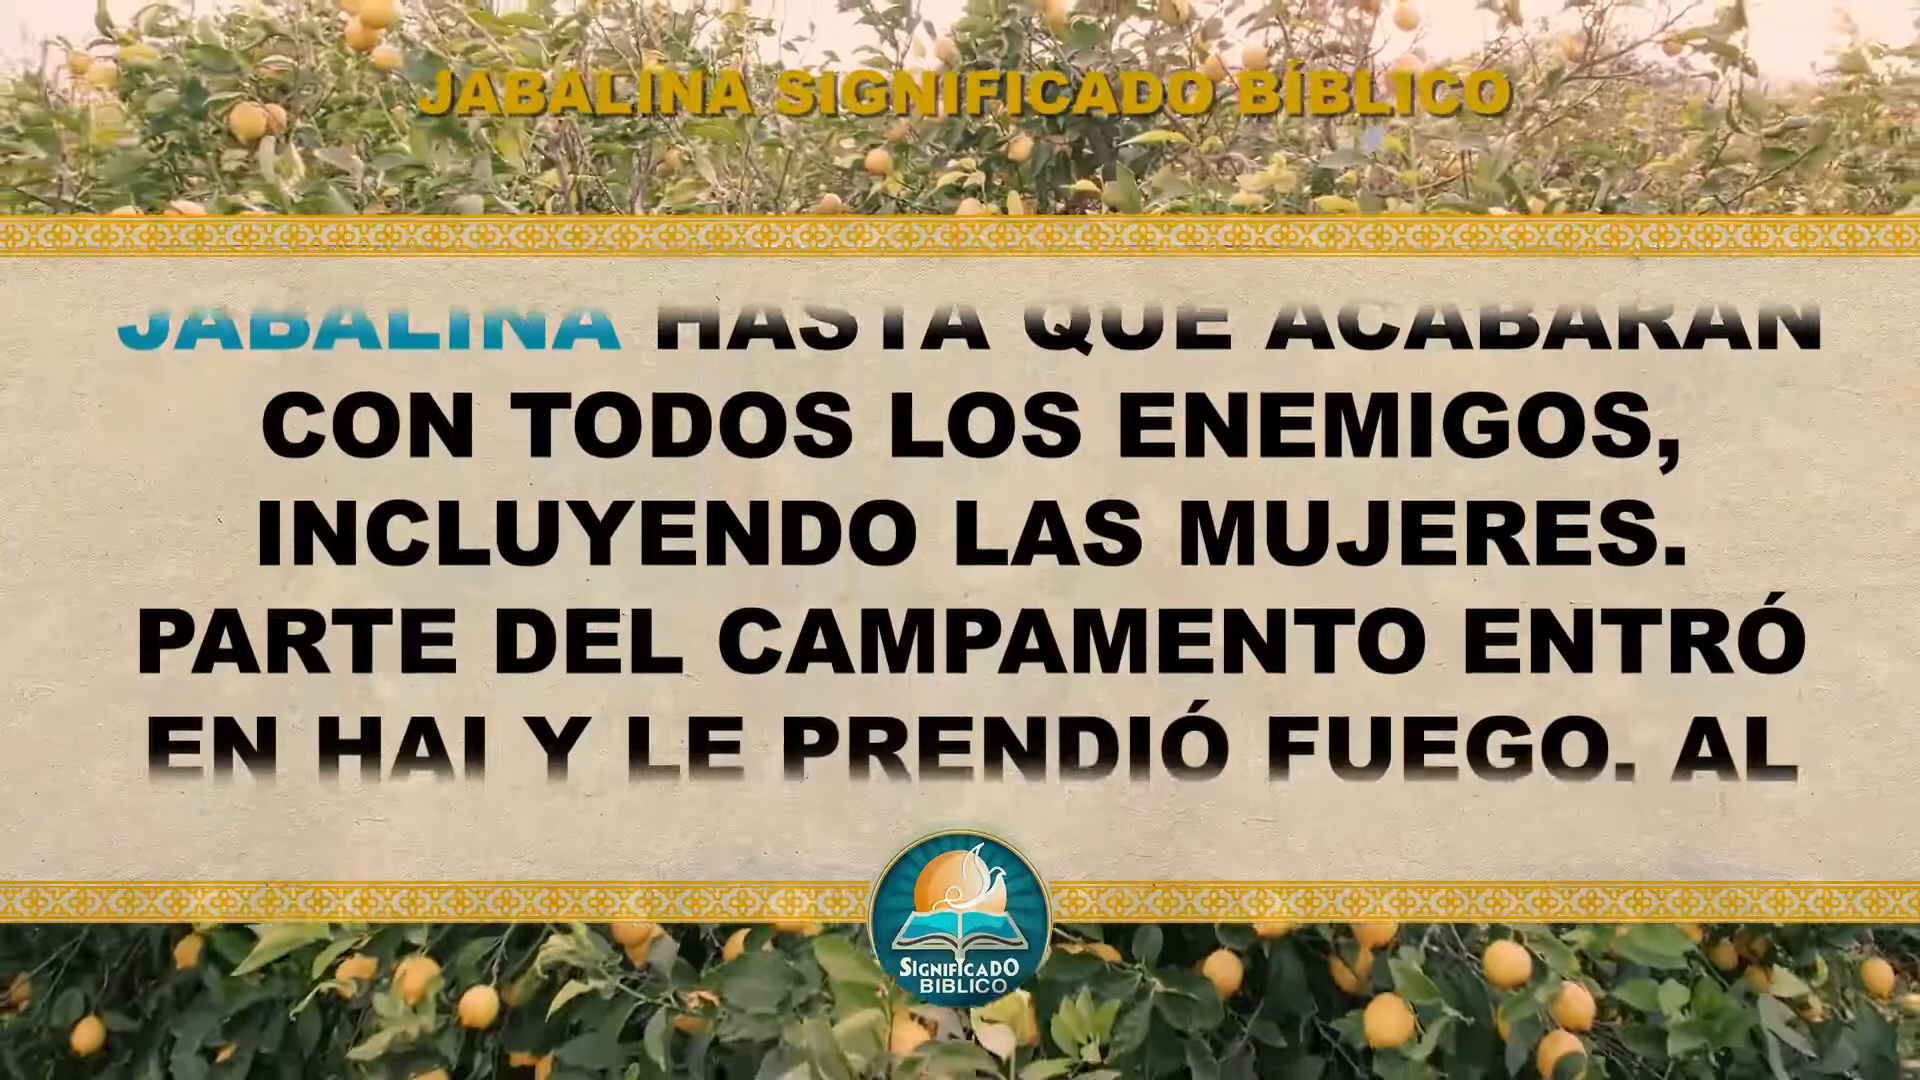 JABALINA SIGNIFICADO BÍBLICO
JABALINA HASTA QUE ACABARAN
CON TODOS LOS ENEMIGOS,
INCLUYENDO LAS MUJERES.
PARTE DEL CAMPAMENTO ENTRÓ
EN HAI Y LE PRENDIÓ FUEGO. AL
SIGNIFICADO
BIBLICO